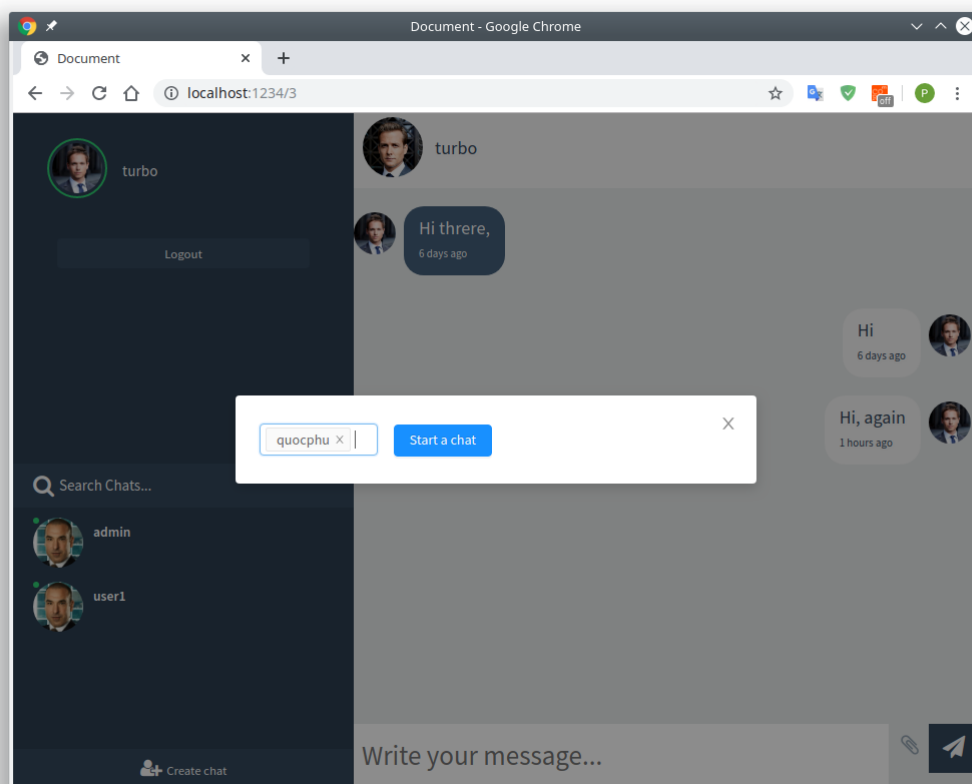 Document - Google Chrome
Document
localhost:1234/3
off
P
turbo
Logout
Search Chats...
admin
user1
Create chat
turbo
Hi threre,
6 days ago
Hi
6 days ago
Hi, again
1 hours ago
quocphu
Start a chat
Write your message...